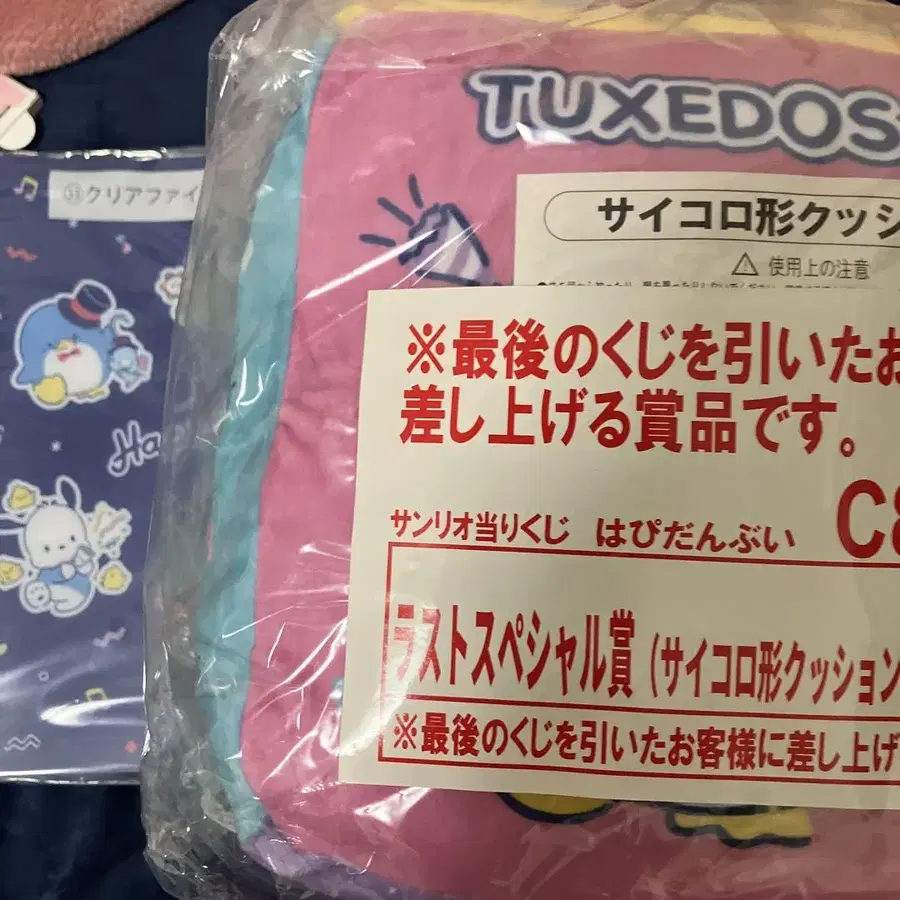 ㉛クリアファイ
Ha
TUXEDOS
サイコロ形クッシ
⚠ 使用上の注意
※最後のくじを引いたお
差し上げる賞品です。
サンリオ当りくじ はぴだんぶい C8
ラストスペシャル賞(サイコロ形クッション
※最後のくじを引いたお客様に差し上げ